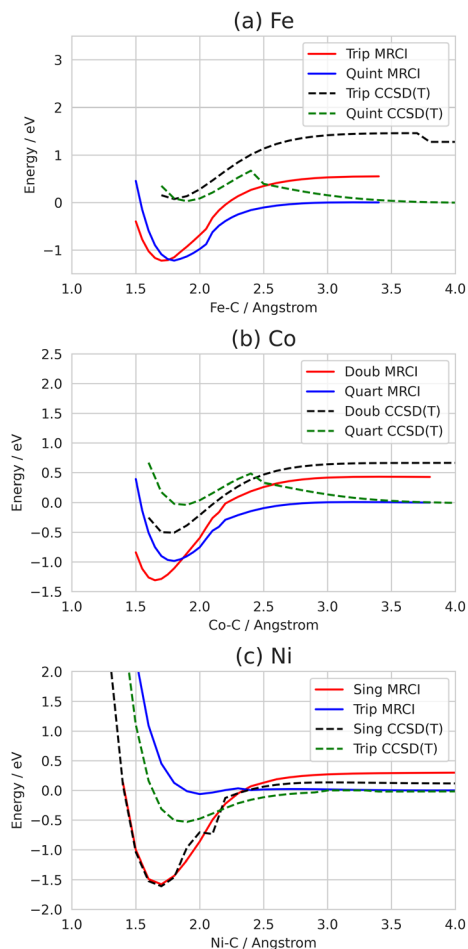 (a) Fe
Energy / eV
3
2
1
0
−1
Trip MRCI
Quint MRCI
Trip CCSD(T)
Quint CCSD(T)
1.0 1.5 2.0 2.5 3.0 3.5 4.0
Fe-C / Angstrom
(b) Co
Energy / eV
2.5
2.0
1.5
1.0
0.5
0.0
−0.5
−1.0
−1.5
Doub MRCI
Quart MRCI
Doub CCSD(T)
Quart CCSD(T)
1.0 1.5 2.0 2.5 3.0 3.5 4.0
Co-C / Angstrom
(c) Ni
Energy / eV
2.0
1.5
1.0
0.5
0.0
−0.5
−1.0
−1.5
−2.0
Sing MRCI
Trip MRCI
Sing CCSD(T)
Trip CCSD(T)
1.0 1.5 2.0 2.5 3.0 3.5 4.0
Ni-C / Angstrom